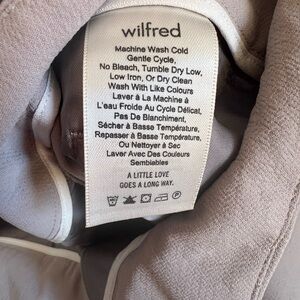 wilfred
Machine Wash Cold
Gentle Cycle,
No Bleach, Tumble Dry Low,
Low Iron, Or Dry Clean
Wash With Like Colours
Laver à La Machine à
L'eau Froide Au Cycle Délicat,
Pas De Blanchiment,
Sécher à Basse Température,
Repasser à Basse Température,
Ou Nettoyer à Sec
Laver Avec Des Couleurs
Semblables
A LITTLE LOVE
GOES A LONG WAY.